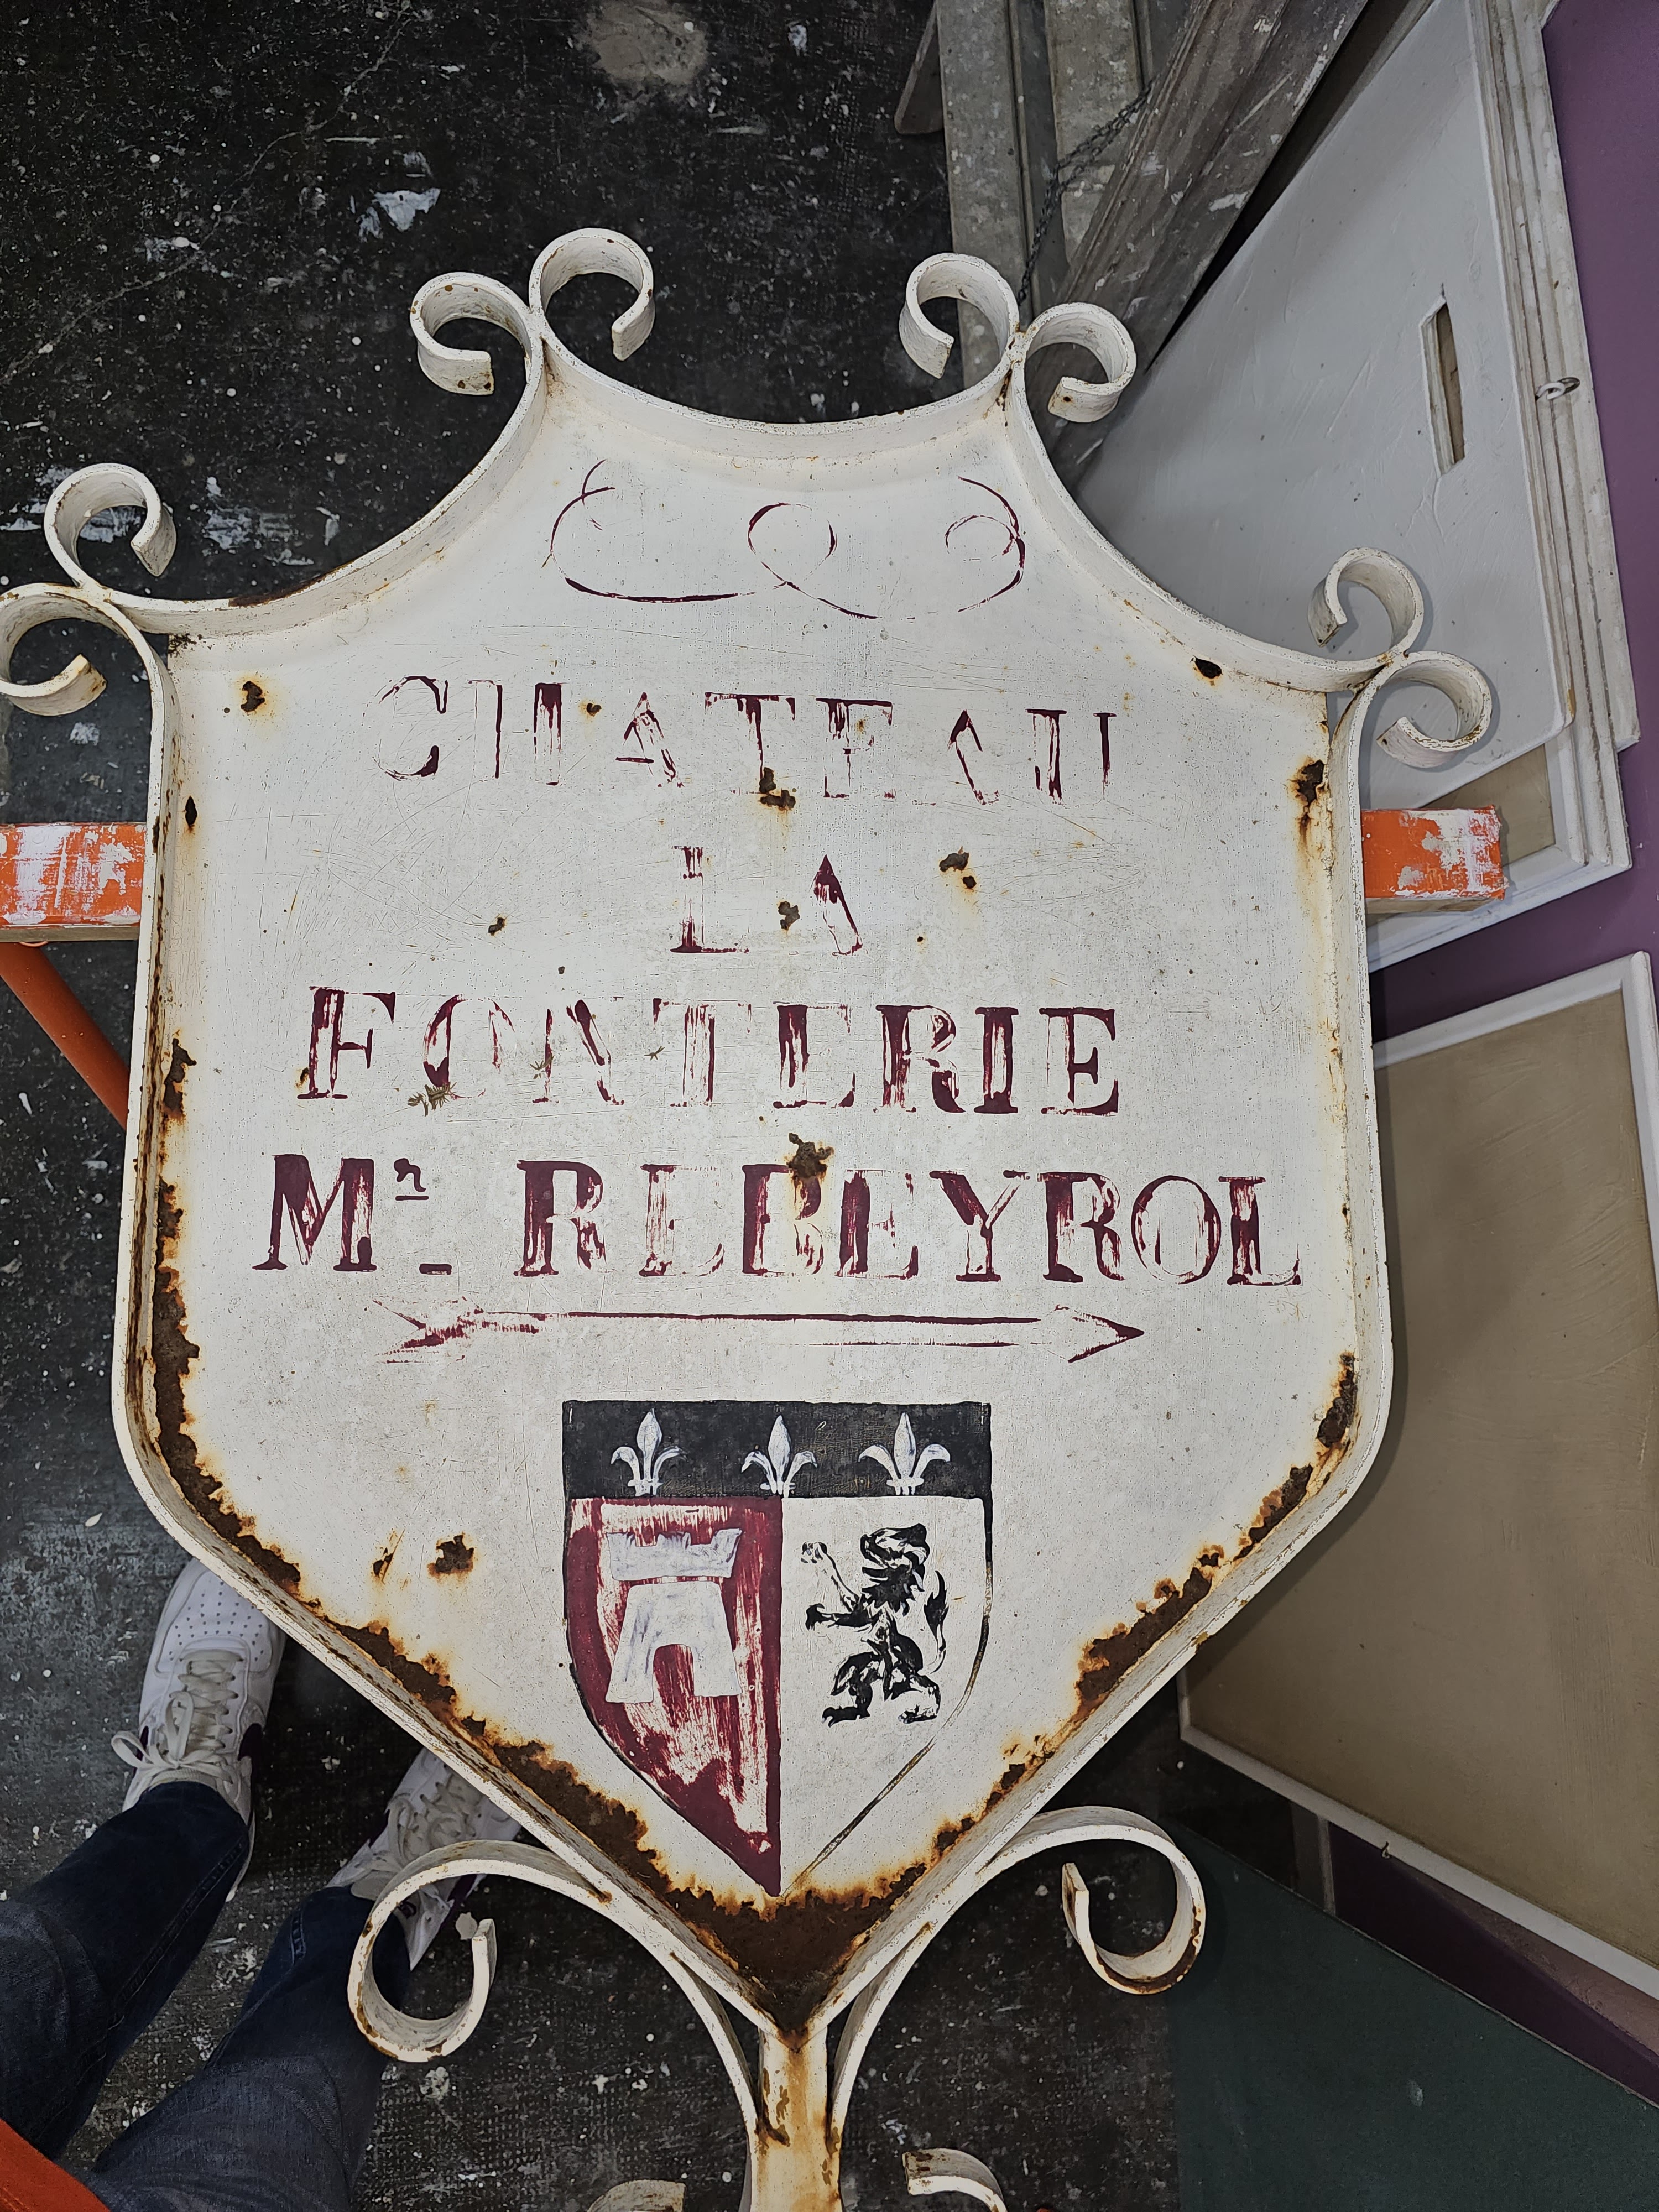 CHATEAU
LA
FONTERIE
Mr - REBEYROL